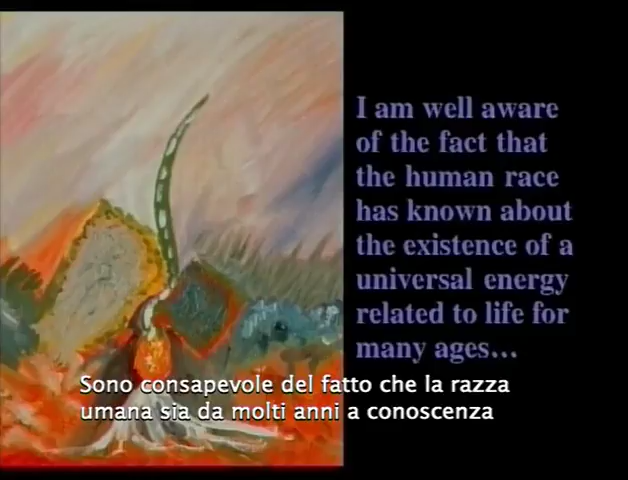 I am well aware
of the fact that
the human race
has known about
the existence of a
universal energy
related to life for
many ages...
Sono consapevole del fatto che la razza
umana sia da molti anni a conoscenza